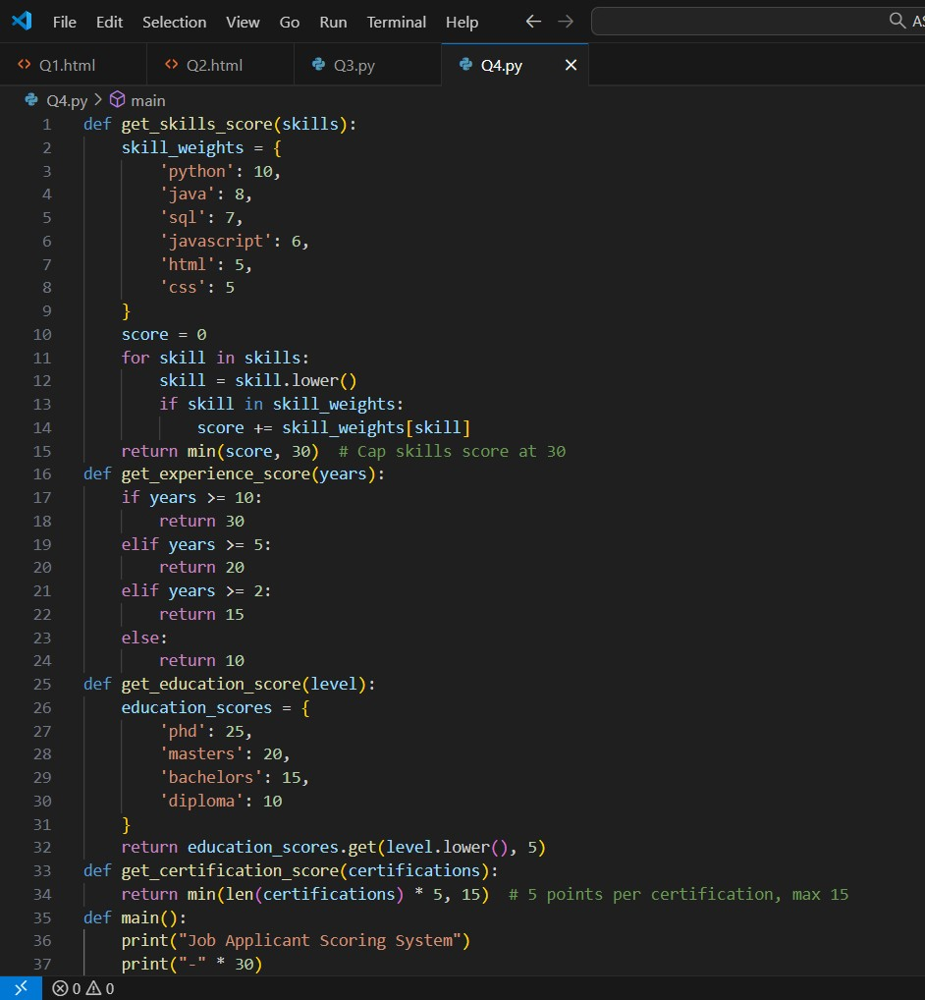 File Edit Selection View Go Run Terminal Help
Q1.html Q2.html Q3.py Q4.py
Q4.py > main
1 def get_skills_score(skills):
2     skill_weights = {
3         'python': 10,
4         'java': 8,
5         'sql': 7,
6         'javascript': 6,
7         'html': 5,
8         'css': 5
9     }
10     score = 0
11     for skill in skills:
12         skill = skill.lower()
13         if skill in skill_weights:
14             score += skill_weights[skill]
15     return min(score, 30)  # Cap skills score at 30
16 def get_experience_score(years):
17     if years >= 10:
18         return 30
19     elif years >= 5:
20         return 20
21     elif years >= 2:
22         return 15
23     else:
24         return 10
25 def get_education_score(level):
26     education_scores = {
27         'phd': 25,
28         'masters': 20,
29         'bachelors': 15,
30         'diploma': 10
31     }
32     return education_scores.get(level.lower(), 5)
33 def get_certification_score(certifications):
34     return min(len(certifications) * 5, 15)  # 5 points per certification, max 15
35 def main():
36     print("Job Applicant Scoring System")
37     print("-" * 30)
0 0